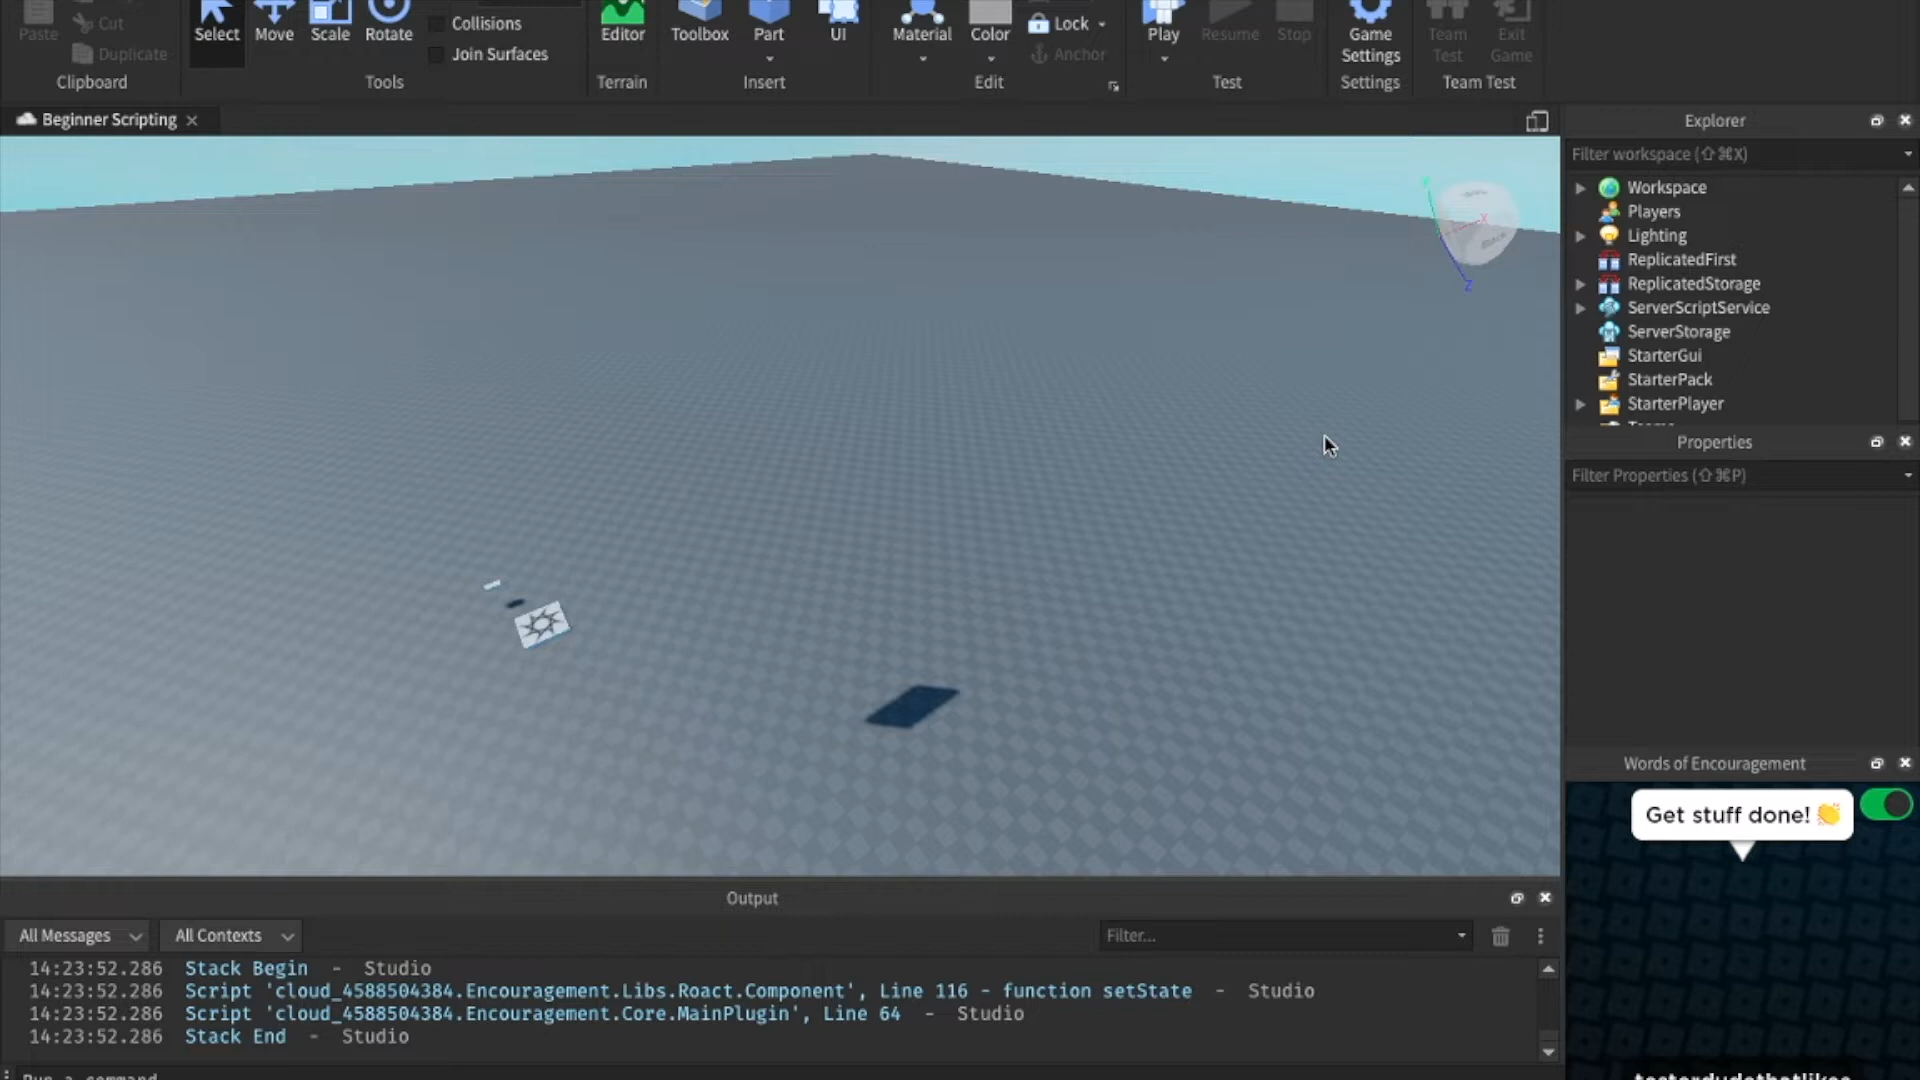 Paste
Cut
Duplicate
Clipboard
Select
Move
Scale
Rotate
Collisions
Join Surfaces
Tools
Editor
Terrain
Toolbox
Part
UI
Insert
Material
Color
Lock
Anchor
Edit
Play
Resume
Stop
Test
Game
Settings
Settings
Team
Test
Exit
Game
Team Test
Beginner Scripting
Explorer
Filter workspace (⇧⌘X)
Workspace
Players
Lighting
ReplicatedFirst
ReplicatedStorage
ServerScriptService
ServerStorage
StarterGui
StarterPack
StarterPlayer
X
Z
Properties
Filter Properties (⇧⌘P)
Words of Encouragement
Get stuff done! 👏
Output
All Messages
All Contexts
Filter...
14:23:52.286 Stack Begin - Studio
14:23:52.286 Script 'cloud_4588504384.Encouragement.Libs.Roact.Component', Line 116 - function setState - Studio
14:23:52.286 Script 'cloud_4588504384.Encouragement.Core.MainPlugin', Line 64 - Studio
14:23:52.286 Stack End - Studio
Run a command